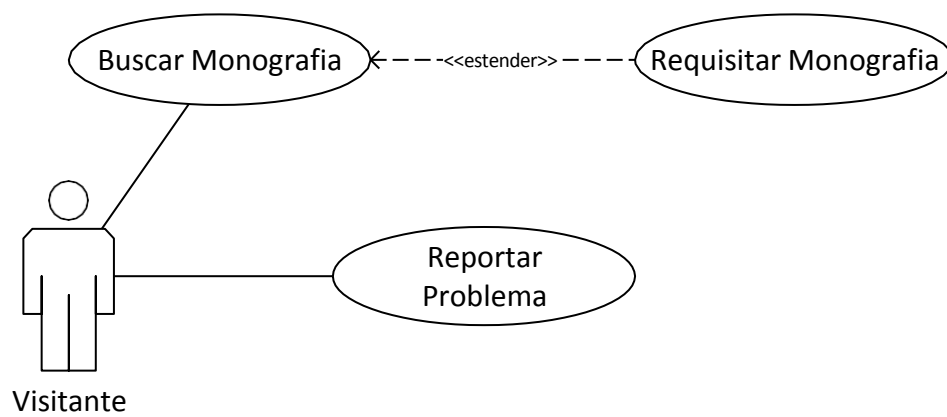 Buscar Monografia
<<estender>>
Requisitar Monografia
Reportar
Problema
Visitante